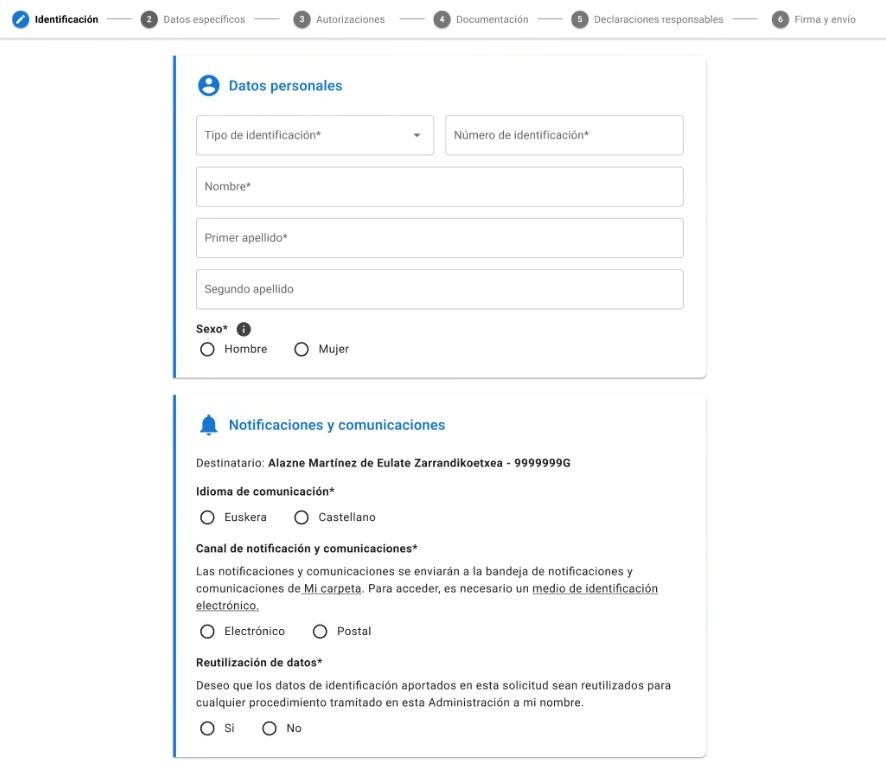 Identificación
2 Datos específicos
3 Autorizaciones
4 Documentación
5 Declaraciones responsables
6 Firma y envío
Datos personales
Tipo de identificación*
Número de identificación*
Nombre*
Primer apellido*
Segundo apellido
Sexo* i
Hombre Mujer
Notificaciones y comunicaciones
Destinatario: Alazne Martínez de Eulate Zarrandikoetxea - 9999999G
Idioma de comunicación*
Euskera Castellano
Canal de notificación y comunicaciones*
Las notificaciones y comunicaciones se enviarán a la bandeja de notificaciones y
comunicaciones de Mi carpeta. Para acceder, es necesario un medio de identificación
electrónico.
Electrónico Postal
Reutilización de datos*
Deseo que los datos de identificación aportados en esta solicitud sean reutilizados para
cualquier procedimiento tramitado en esta Administración a mi nombre.
Si No